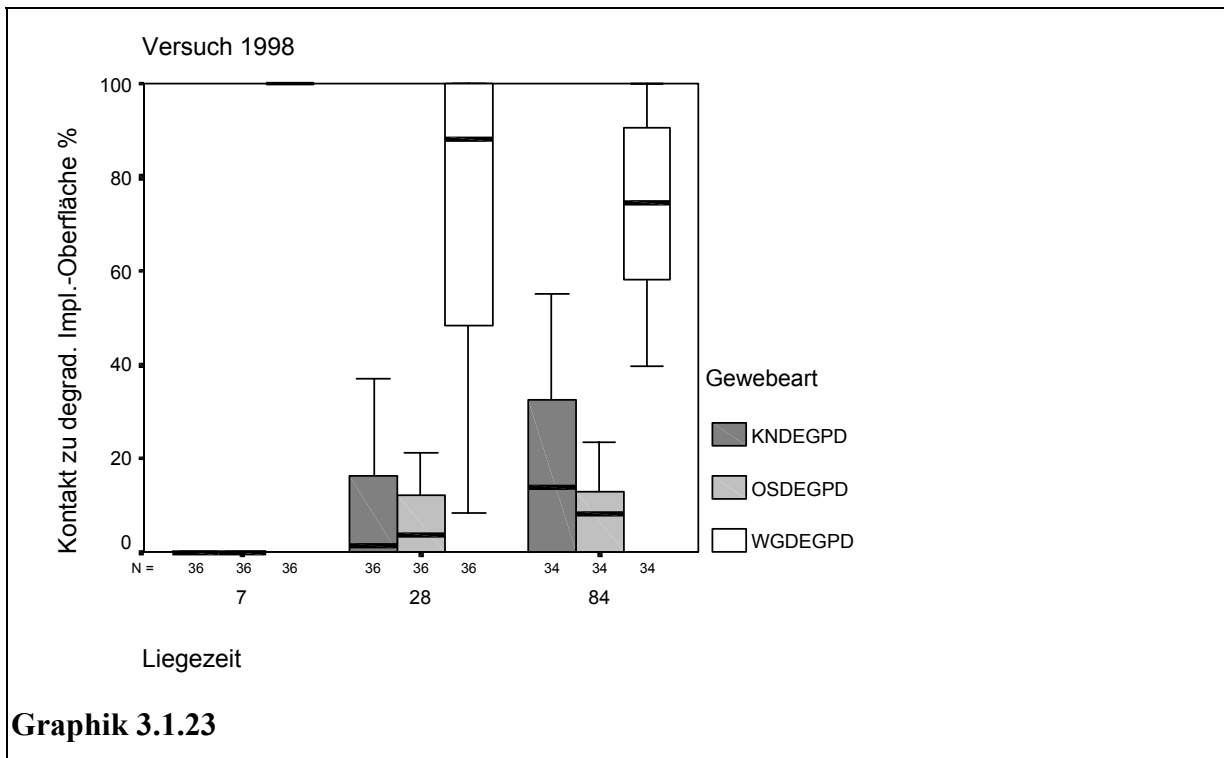 Versuch 1998
Kontakt zu degrad. Impl.-Oberfläche %
100
80
60
40
20
0
N = 36 36 36 36 36 36 34 34 34
7 28 84
Liegezeit
Gewebeart
KNDEGPD
OSDEGPD
WGDEGPD
Graphik 3.1.23